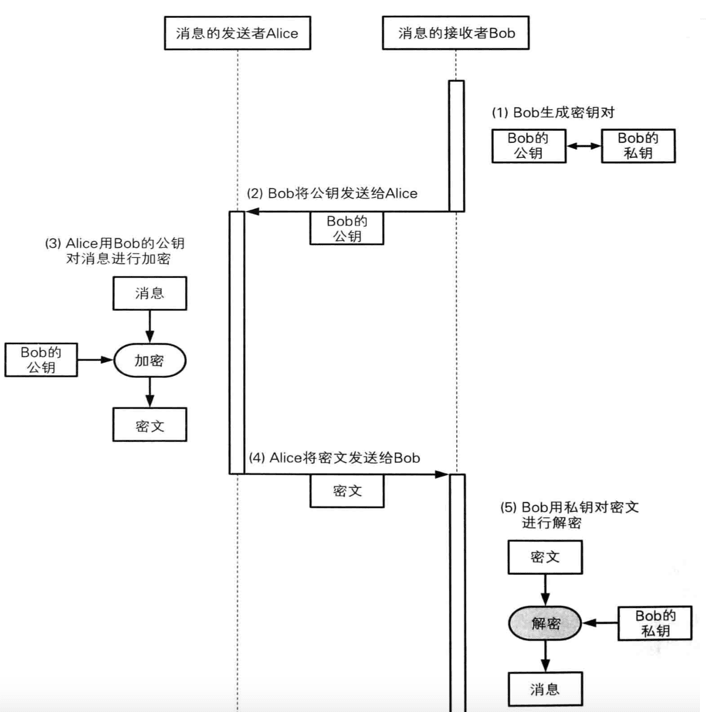 消息的发送者Alice
消息的接收者Bob
(1) Bob生成密钥对
Bob的
公钥
Bob的
私钥
(2) Bob将公钥发送给Alice
Bob的
公钥
(3) Alice用Bob的公钥
对消息进行加密
消息
Bob的
公钥
加密
密文
(4) Alice将密文发送给Bob
密文
(5) Bob用私钥对密文
进行解密
密文
解密
Bob的
私钥
消息